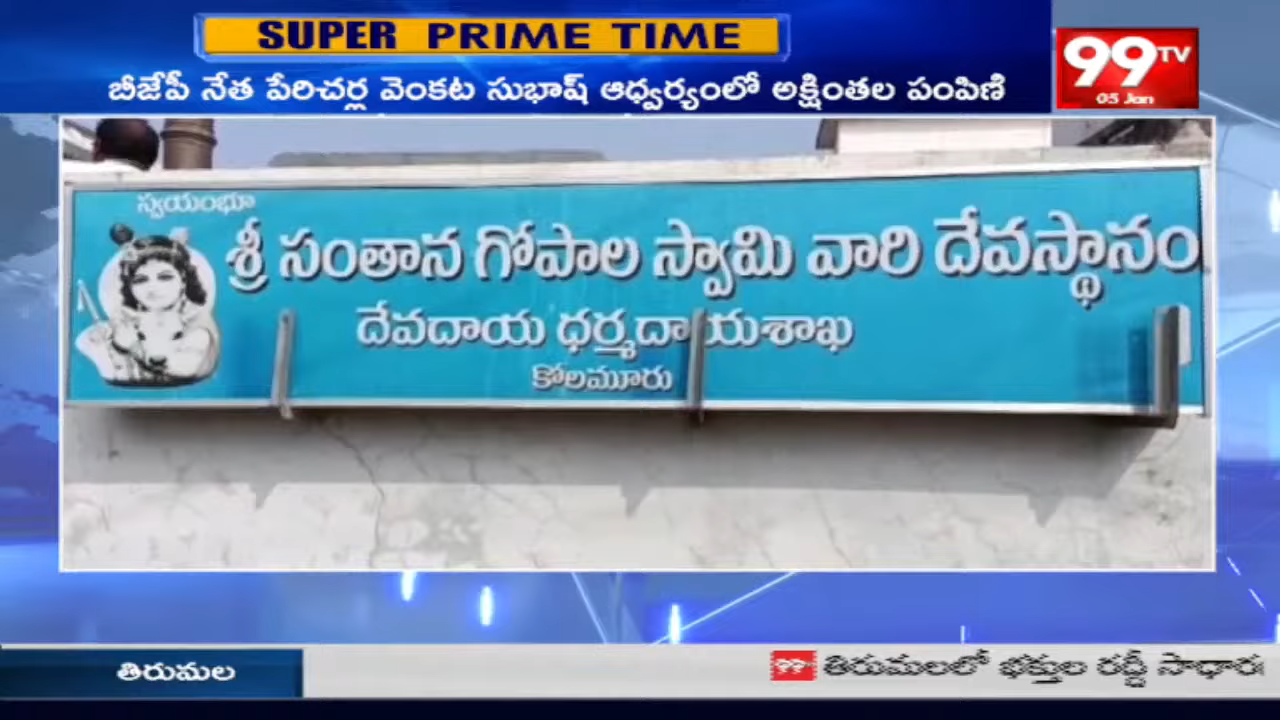 SUPER PRIME TIME
99TV
05 Jan
బీజేపీ నేత పేరిచర్ల వెంకట సుభాష్ ఆధ్వర్యంలో అక్షింతల పంపిణి
స్వయంభూ
శ్రీ సంతాన గోపాల స్వామి వారి దేవస్థానం
దేవదాయ ధర్మదాయశాఖ
కోలమూరు
తిరుమల
99 తిరుమలలో భక్తుల రద్దీ సాధార